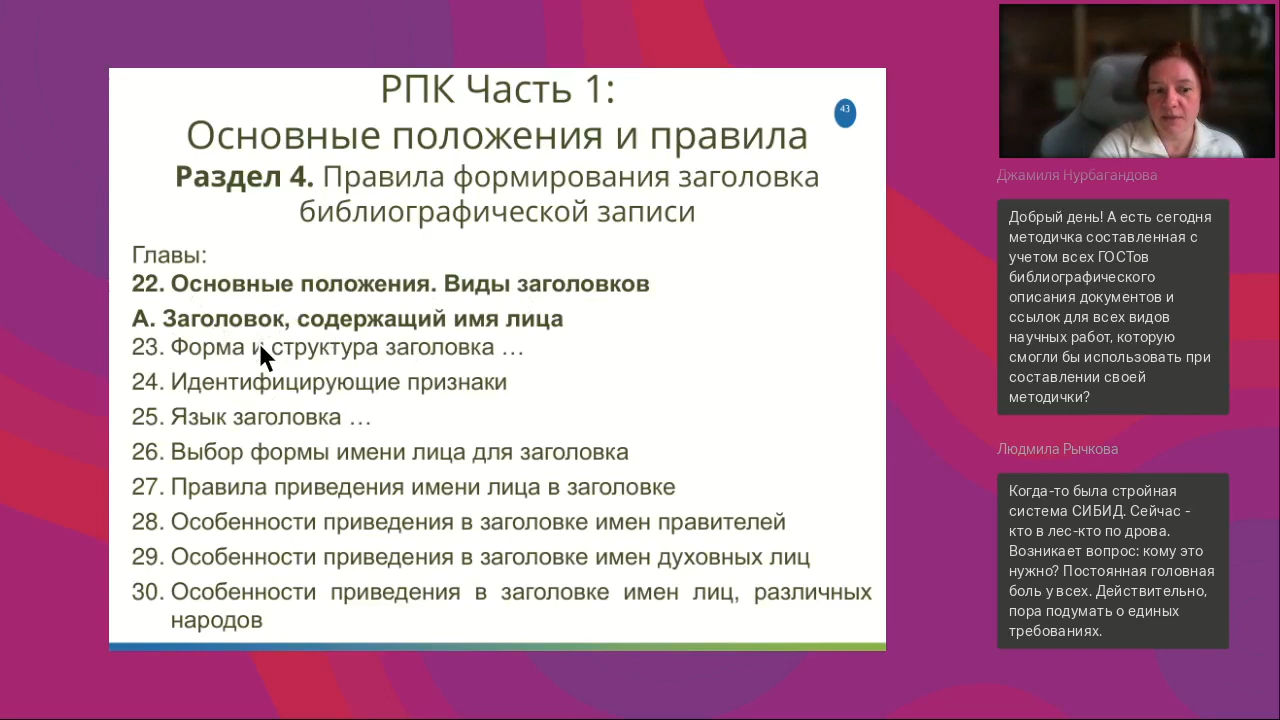 РПК Часть 1:
43
Основные положения и правила
Раздел 4. Правила формирования заголовка
библиографической записи
Главы:
22. Основные положения. Виды заголовков
А. Заголовок, содержащий имя лица
23. Форма и структура заголовка …
24. Идентифицирующие признаки
25. Язык заголовка …
26. Выбор формы имени лица для заголовка
27. Правила приведения имени лица в заголовке
28. Особенности приведения в заголовке имен правителей
29. Особенности приведения в заголовке имен духовных лиц
30. Особенности приведения в заголовке имен лиц, различных
народов
Джамиля Нурбагандова
Добрый день! А есть сегодня
методичка составленная с
учетом всех ГОСТов
библиографического
описания документов и
ссылок для всех видов
научных работ, которую
смогли бы использовать при
составлении своей
методички?
Людмила Рычкова
Когда-то была стройная
система СИБИД. Сейчас -
кто в лес-кто по дрова.
Возникает вопрос: кому это
нужно? Постоянная головная
боль у всех. Действительно,
пора подумать о единых
требованиях.